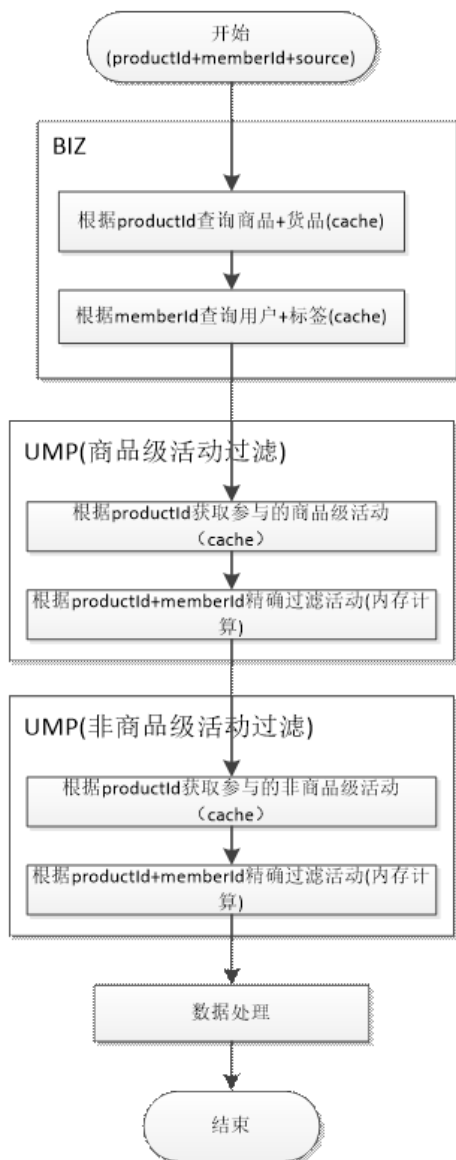 开始
(productId+memberId+source)
BIZ
根据productId查询商品+货品(cache)
根据memberId查询用户+标签(cache)
UMP(商品级活动过滤)
根据productId获取参与的商品级活动
（cache）
根据productId+memberId精确过滤活动(内存计
算)
UMP(非商品级活动过滤)
根据productId获取参与的非商品级活动
（cache）
根据productId+memberId精确过滤活动(内存计
算)
数据处理
结束